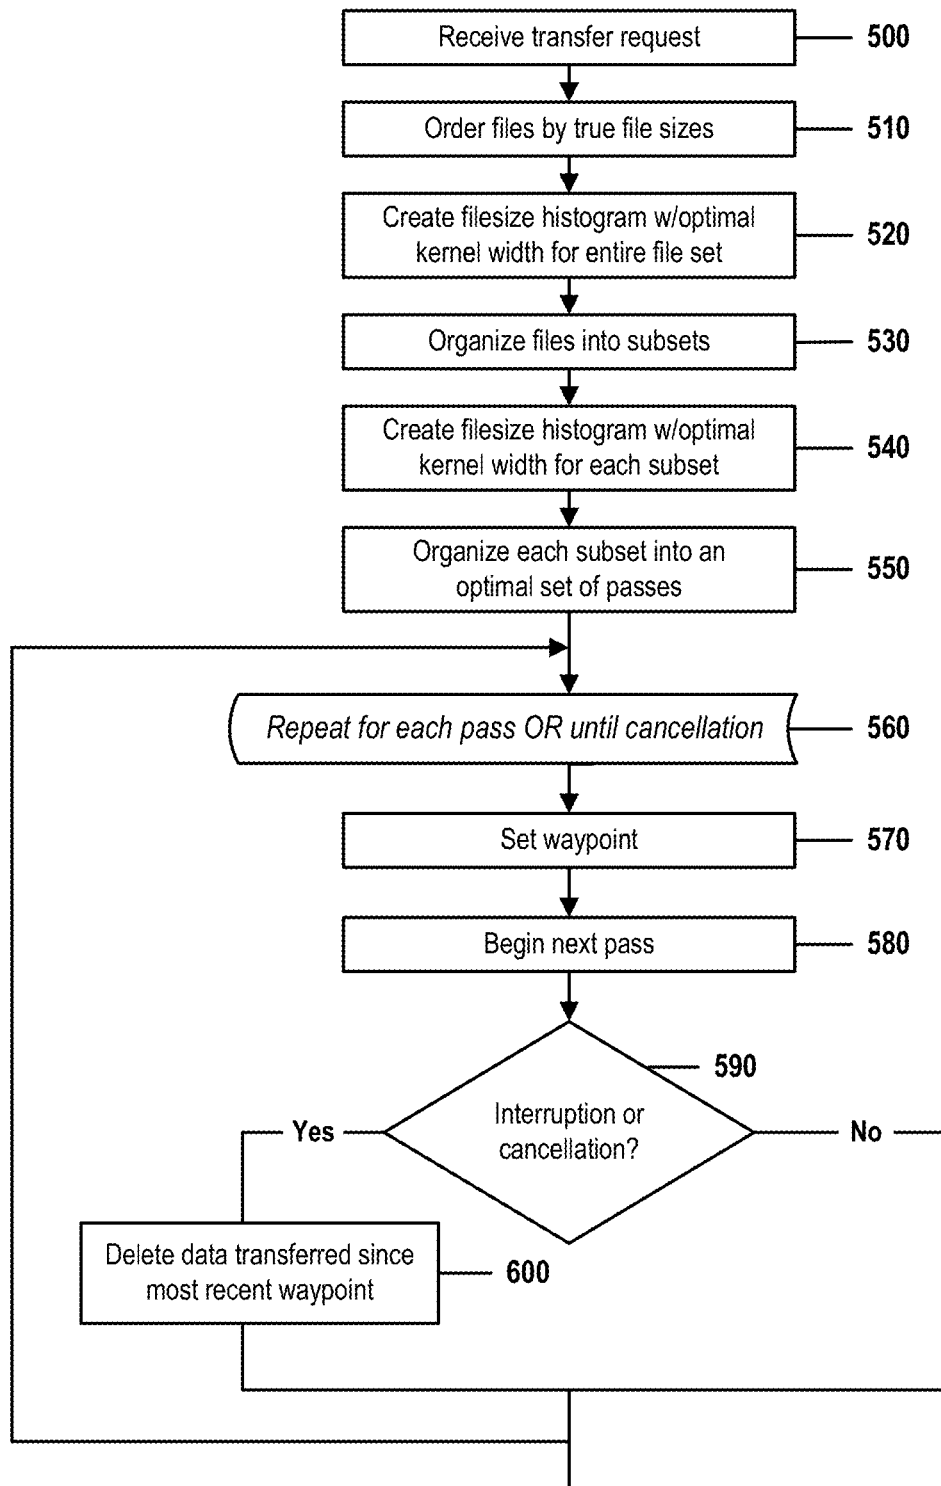 Receive transfer request
500
Order files by true file sizes
510
Create filesize histogram w/optimal
kernel width for entire file set
520
Organize files into subsets
530
Create filesize histogram w/optimal
kernel width for each subset
540
Organize each subset into an
optimal set of passes
550
Repeat for each pass OR until cancellation
560
Set waypoint
570
Begin next pass
580
590
Interruption or
cancellation?
Yes
No
Delete data transferred since
most recent waypoint
600